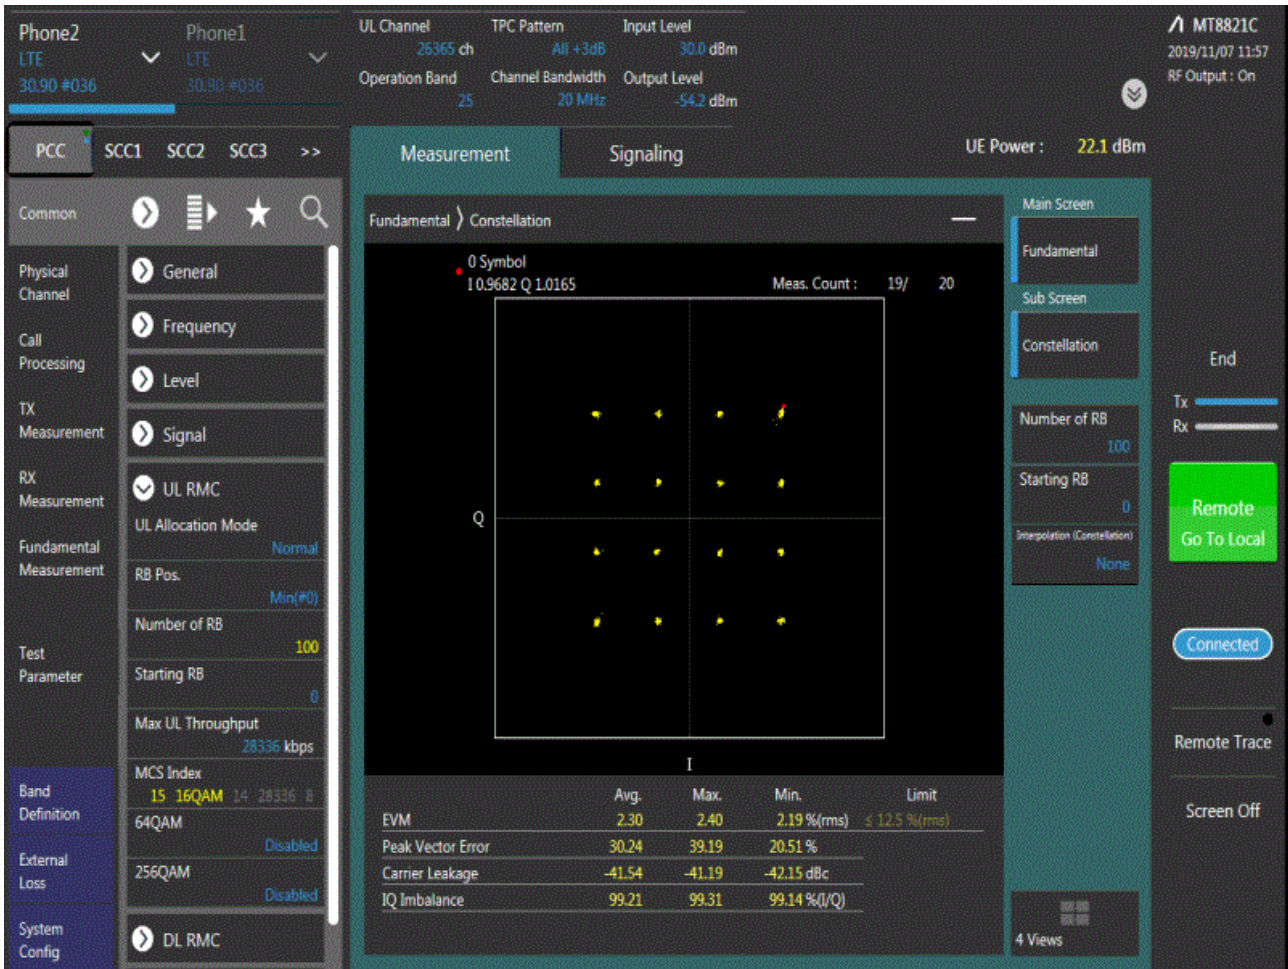 Phone2
LTE
30.90 #036
Phone1
LTE
30.90 #036
UL Channel
26365 ch
TPC Pattern
All +3dB
Input Level
30.0 dBm
Operation Band
25
Channel Bandwidth
20 MHz
Output Level
-54.2 dBm
MT8821C
2019/11/07 11:57
RF Output : On
PCC SCC1 SCC2 SCC3 >>
Measurement
Signaling
UE Power : 22.1 dBm
Common
Physical
Channel
Call
Processing
TX
Measurement
RX
Measurement
Fundamental
Measurement
Test
Parameter
Band
Definition
External
Loss
System
Config
General
Frequency
Level
Signal
UL RMC
UL Allocation Mode
Normal
RB Pos.
Min(#0)
Number of RB
100
Starting RB
0
Max UL Throughput
28336 kbps
MCS Index
15 16QAM 14 28336 8
64QAM
Disabled
256QAM
Disabled
DL RMC
Fundamental 〉 Constellation
0 Symbol
I 0.9682 Q 1.0165
Meas. Count : 19/ 20
Q
I
Avg. Max. Min. Limit
EVM 2.30 2.40 2.19 %(rms) ≤ 12.5 %(rms)
Peak Vector Error 30.24 39.19 20.51 %
Carrier Leakage -41.54 -41.19 -42.15 dBc
IQ Imbalance 99.21 99.31 99.14 %(I/Q)
Main Screen
Fundamental
Sub Screen
Constellation
Number of RB
100
Starting RB
0
Interpolation (Constellation)
None
4 Views
End
Tx
Rx
Remote
Go To Local
Connected
Remote Trace
Screen Off